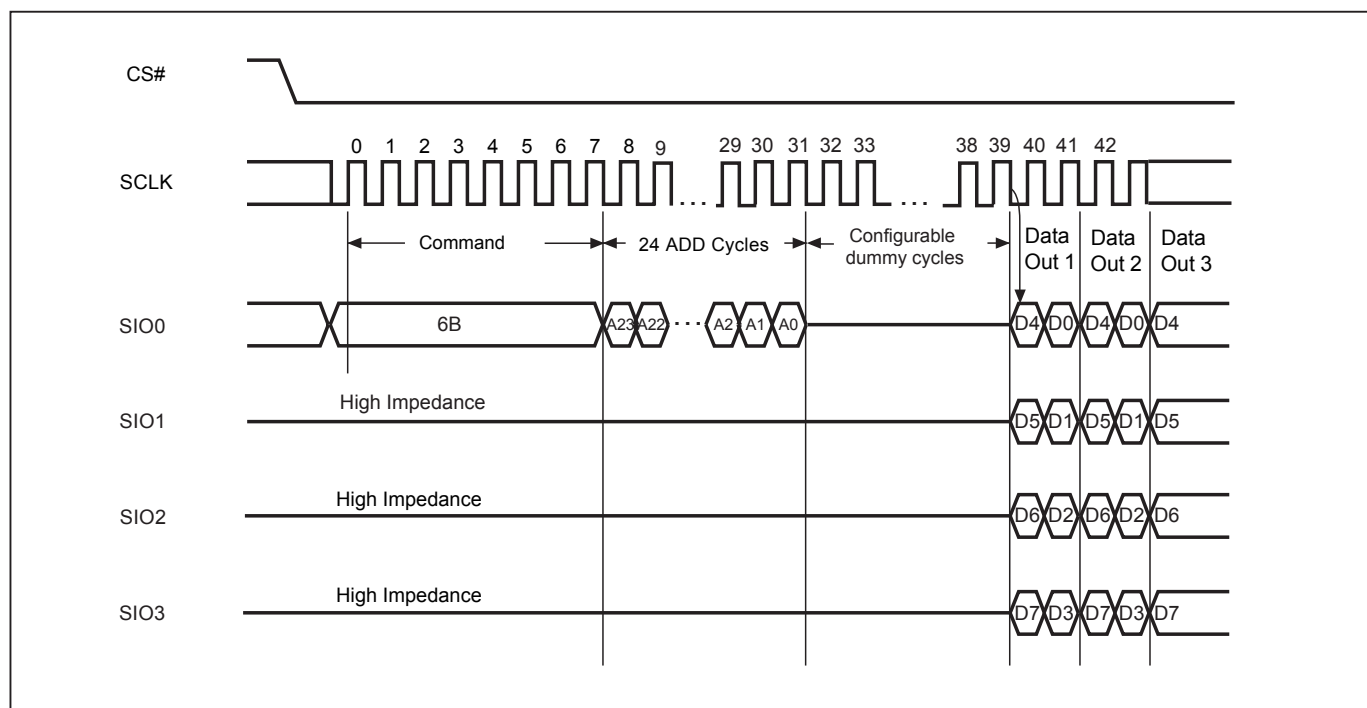 CS#
0 1 2 3 4 5 6 7 8 9 29 30 31 32 33 38 39 40 41 42
SCLK
Command
24 ADD Cycles
Configurable
dummy cycles
Data
Out 1
Data
Out 2
Data
Out 3
SIO0
6B
A23 A22 A2 A1 A0
D4 D0 D4 D0 D4
High Impedance
SIO1
D5 D1 D5 D1 D5
High Impedance
SIO2
D6 D2 D6 D2 D6
High Impedance
SIO3
D7 D3 D7 D3 D7